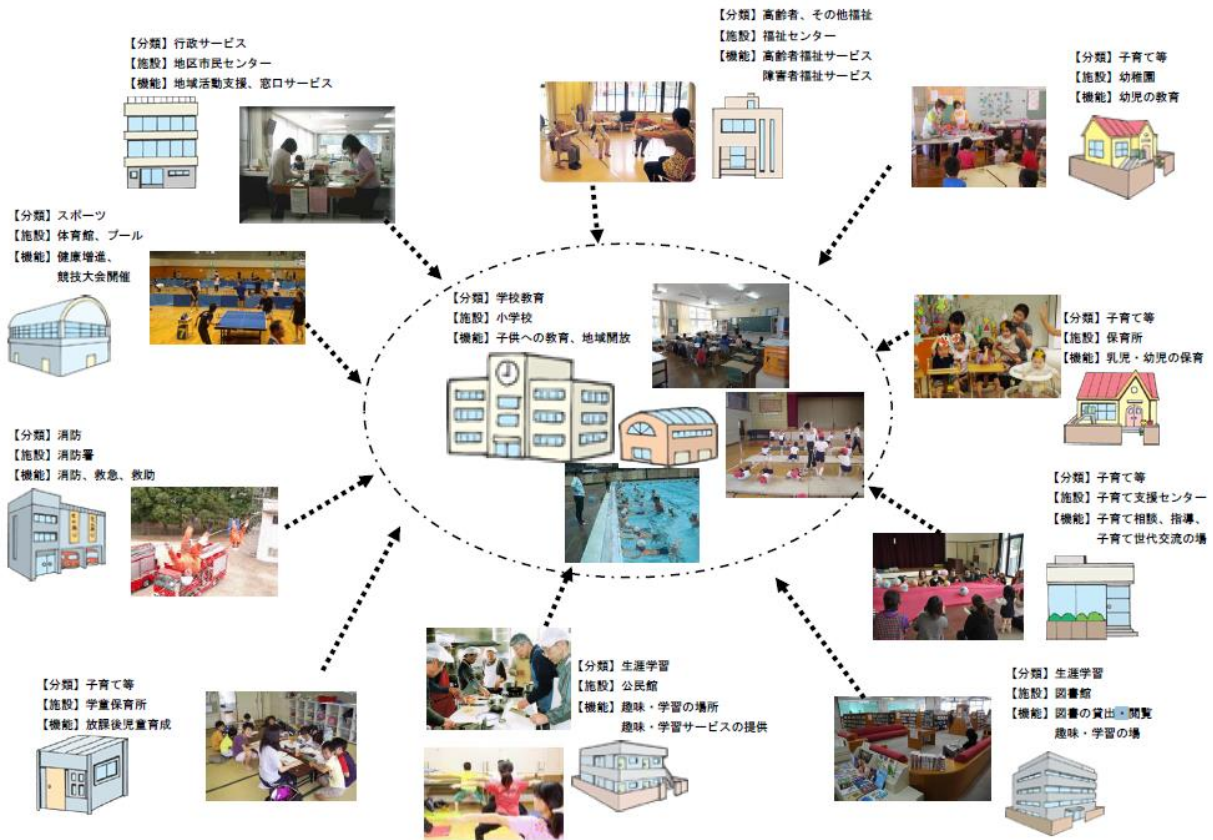 【分類】行政サービス
【施設】地区市民センター
【機能】地域活動支援、窓口サービス
【分類】高齢者、その他福祉
【施設】福祉センター
【機能】高齢者福祉サービス
障害者福祉サービス
【分類】子育て等
【施設】幼稚園
【機能】幼児の教育
【分類】スポーツ
【施設】体育館、プール
【機能】健康増進、
競技大会開催
【分類】学校教育
【施設】小学校
【機能】子供への教育、地域開放
【分類】子育て等
【施設】保育所
【機能】乳児・幼児の保育
【分類】消防
【施設】消防署
【機能】消防、救急、救助
【分類】子育て等
【施設】子育て支援センター
【機能】子育て相談、指導、
子育て世代交流の場
【分類】子育て等
【施設】学童保育所
【機能】放課後児童育成
【分類】生涯学習
【施設】公民館
【機能】趣味・学習の場所
趣味・学習サービスの提供
【分類】生涯学習
【施設】図書館
【機能】図書の貸出・閲覧
趣味・学習の場